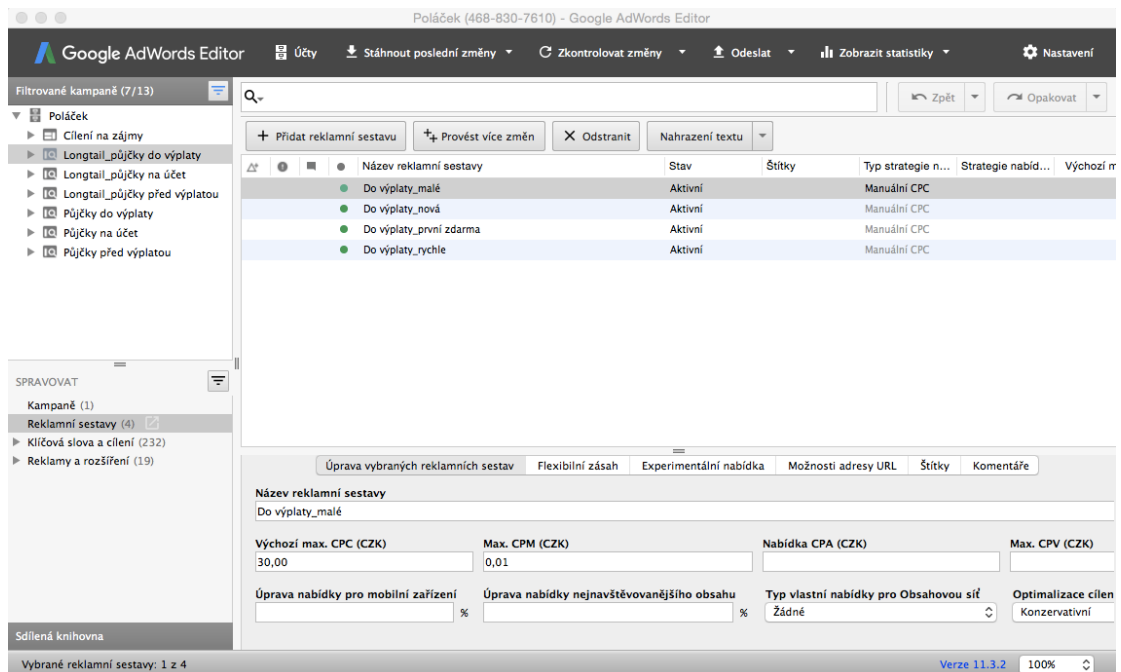 Poláček (468-830-7610) - Google AdWords Editor
Google AdWords Editor Účty Stáhnout poslední změny Zkontrolovat změny Odeslat Zobrazit statistiky Nastavení
Filtrované kampaně (7/13)
Poláček
Cílení na zájmy
Longtail_půjčky do výplaty
Longtail_půjčky na účet
Longtail_půjčky před výplatou
Půjčky do výplaty
Půjčky na účet
Půjčky před výplatou
Zpět Opakovat
+ Přidat reklamní sestavu Provést více změn Odstranit Nahrazení textu
Název reklamní sestavy Stav Štítky Typ strategie n... Strategie nabíd... Výchozí m
Do výplaty_malé Aktivní Manuální CPC
Do výplaty_nová Aktivní Manuální CPC
Do výplaty_první zdarma Aktivní Manuální CPC
Do výplaty_rychle Aktivní Manuální CPC
SPRAVOVAT
Kampaně (1)
Reklamní sestavy (4)
Klíčová slova a cílení (232)
Reklamy a rozšíření (19)
Sdílená knihovna
Úprava vybraných reklamních sestav Flexibilní zásah Experimentální nabídka Možnosti adresy URL Štítky Komentáře
Název reklamní sestavy
Do výplaty_malé
Výchozí max. CPC (CZK) Max. CPM (CZK) Nabídka CPA (CZK) Max. CPV (CZK)
30,00 0,01
Úprava nabídky pro mobilní zařízení Úprava nabídky nejnavštěvovanějšího obsahu Typ vlastní nabídky pro Obsahovou síť Optimalizace cílen
% % Žádné Konzervativní
Vybrané reklamní sestavy: 1 z 4 Verze 11.3.2 100%